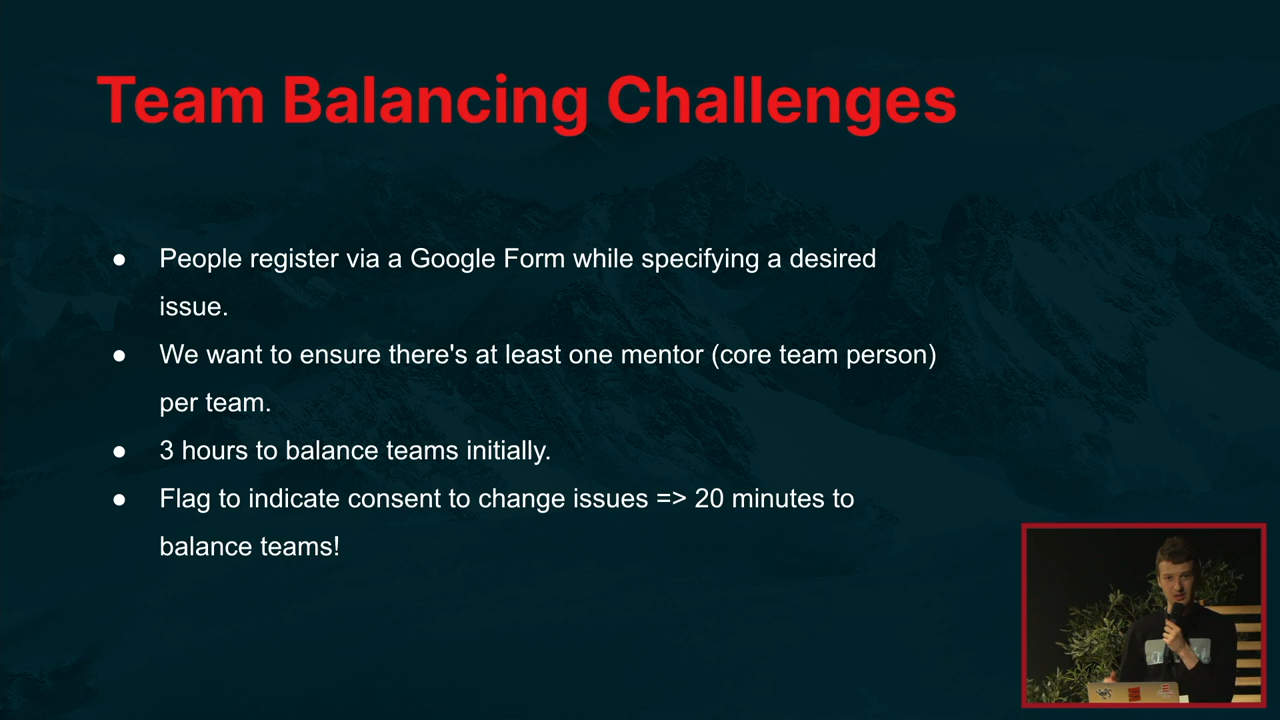 Team Balancing Challenges
● People register via a Google Form while specifying a desired
issue.
● We want to ensure there's at least one mentor (core team person)
per team.
● 3 hours to balance teams initially.
● Flag to indicate consent to change issues => 20 minutes to
balance teams!